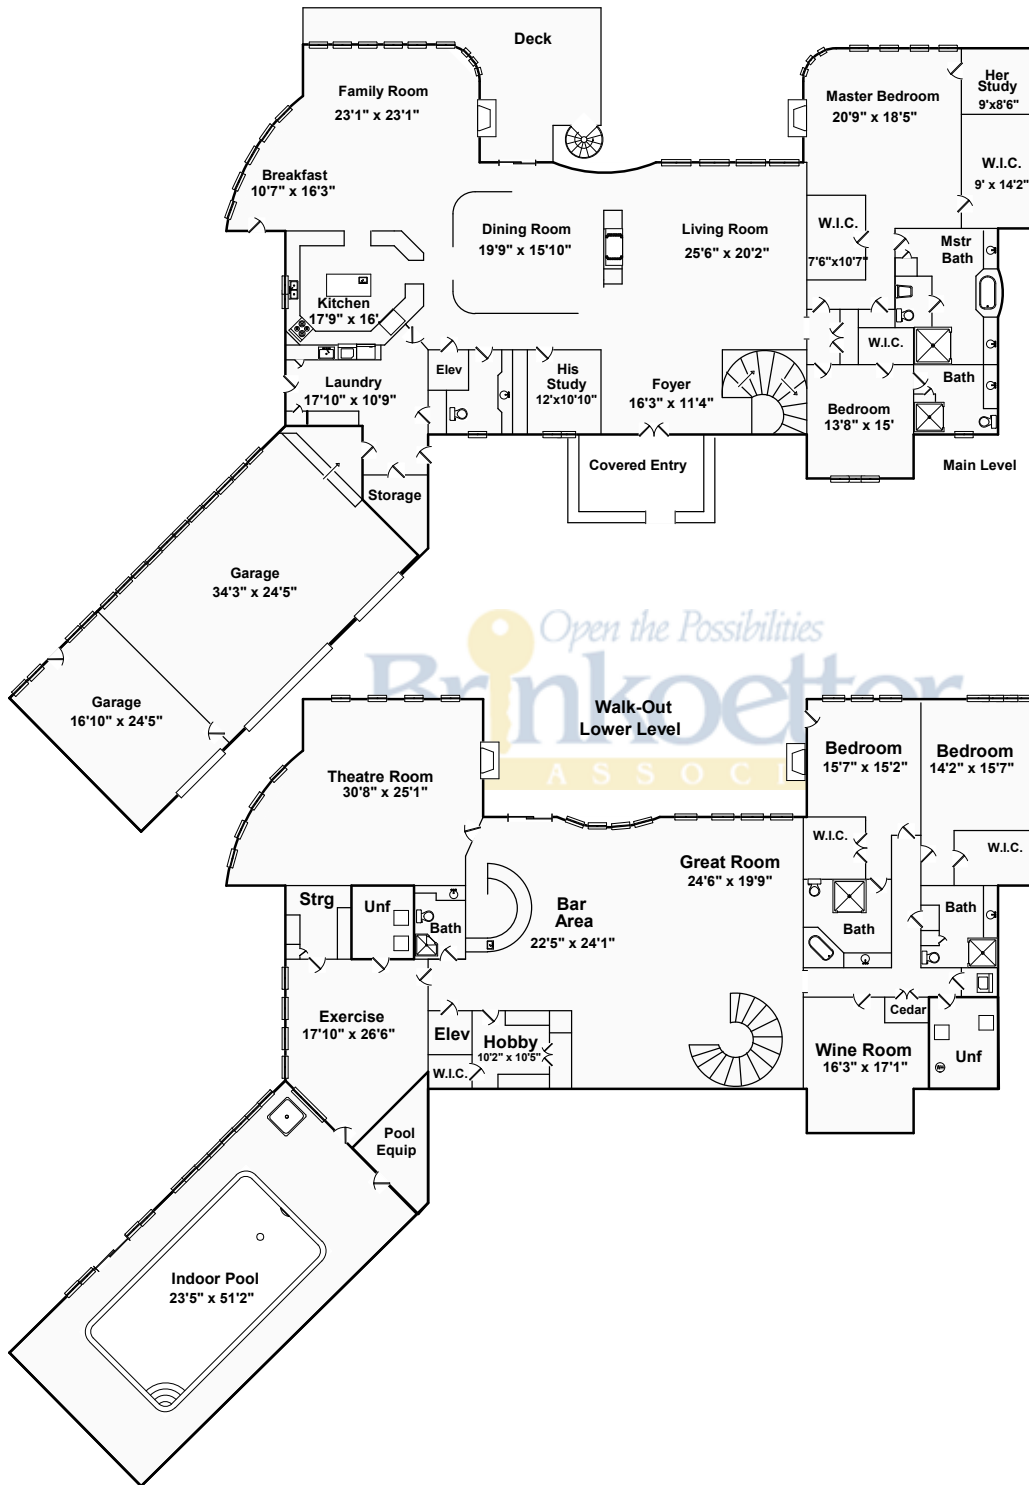 Deck
Family Room
23'1" x 23'1"
Master Bedroom
20'9" x 18'5"
Her
Study
9'x8'6"
Breakfast
10'7" x 16'3"
W.I.C.
9' x 14'2"
Dining Room
19'9" x 15'10"
Living Room
25'6" x 20'2"
W.I.C.
7'6"x10'7"
Mstr
Bath
Kitchen
17'9" x 16'
W.I.C.
Laundry
17'10" x 10'9"
Elev
His
Study
12'x10'10"
Foyer
16'3" x 11'4"
Bedroom
13'8" x 15'
Bath
Covered Entry
Main Level
Storage
Garage
34'3" x 24'5"
Garage
16'10" x 24'5"
Open the Possibilities
Brinkoetter
ASSOCI
Walk-Out
Lower Level
Theatre Room
30'8" x 25'1"
Bedroom
15'7" x 15'2"
Bedroom
14'2" x 15'7"
W.I.C.
W.I.C.
Great Room
24'6" x 19'9"
Strg
Unf
Bath
Bar
Area
22'5" x 24'1"
Bath
Bath
Exercise
17'10" x 26'6"
Elev
Hobby
10'2" x 10'5"
W.I.C.
Cedar
Wine Room
16'3" x 17'1"
Unf
WH
Pool
Equip
Indoor Pool
23'5" x 51'2"